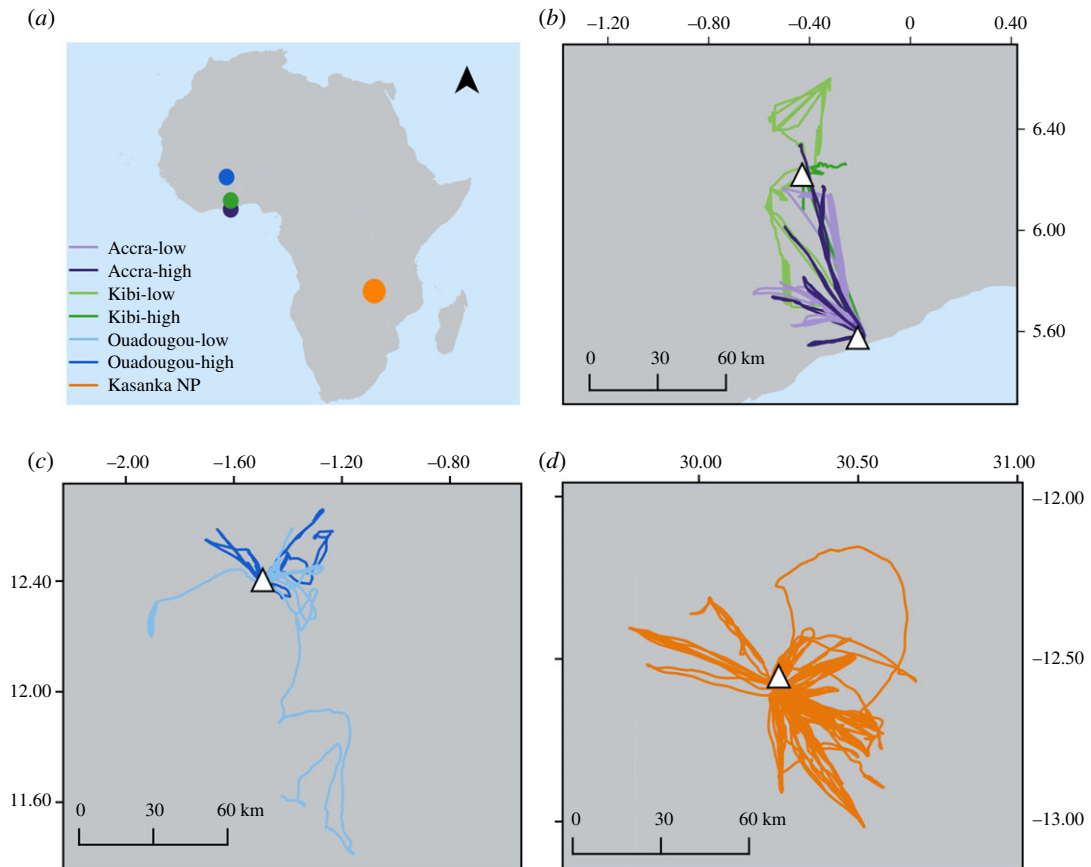 (a)
Accra-low
Accra-high
Kibi-low
Kibi-high
Ouadougou-low
Ouadougou-high
Kasanka NP
(b)
–1.20 –0.80 –0.40 0 0.40
6.40
6.00
5.60
0 30 60 km
(c)
–2.00 –1.60 –1.20 –0.80
12.40
12.00
11.60
0 30 60 km
(d)
30.00 30.50 31.00
–12.00
–12.50
–13.00
0 30 60 km